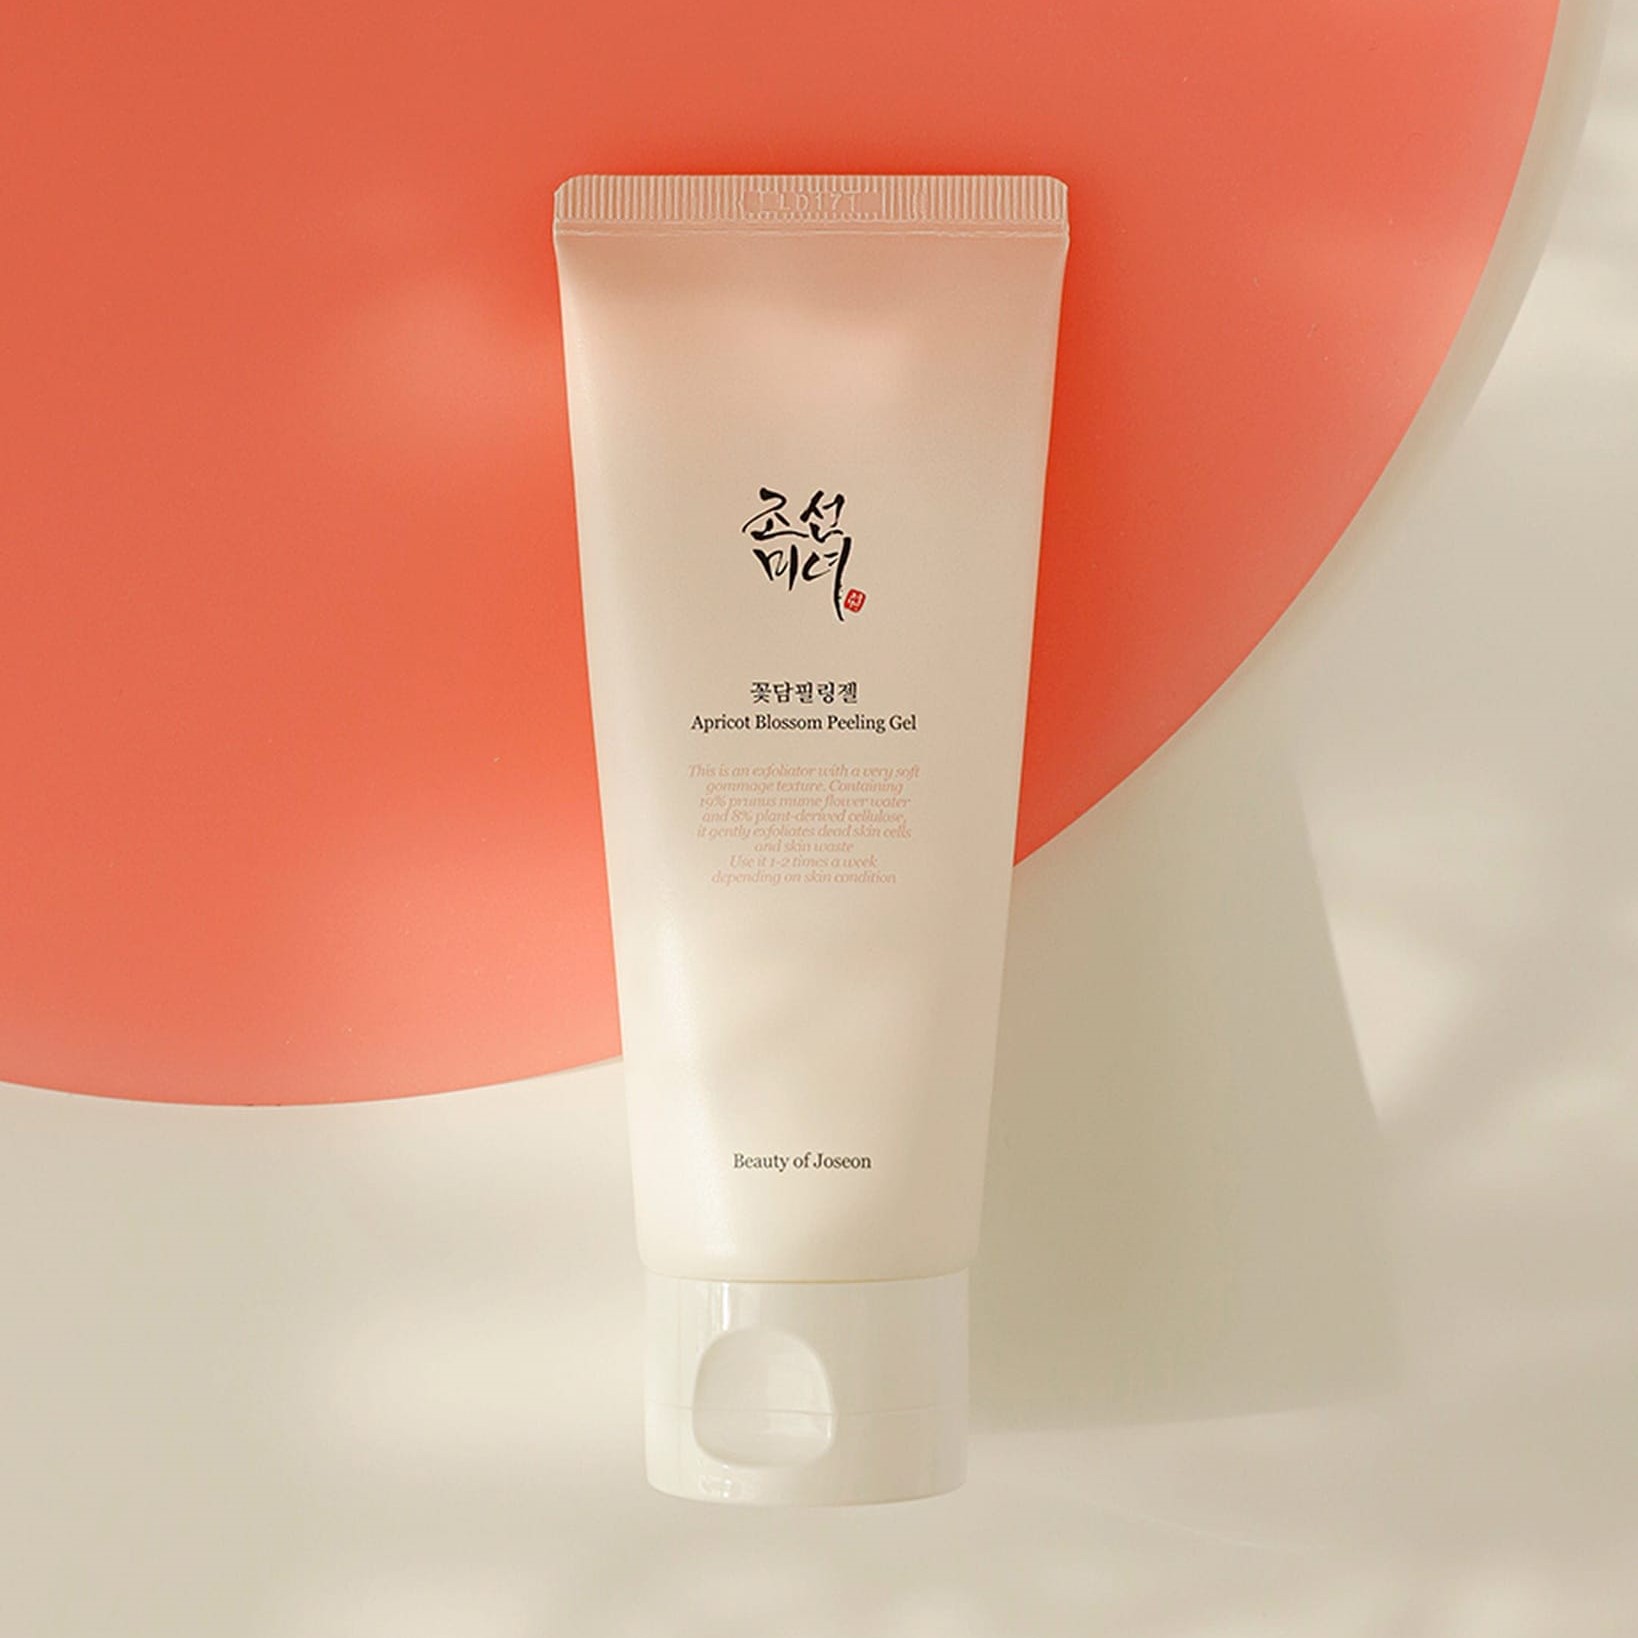 조선
미녀
꽃담필링젤
Apricot Blossom Peeling Gel
This is an exfoliator with a very soft
gommage texture. Containing
19% prunus mume flower water
and 8% plant-derived cellulose,
it gently exfoliates dead skin cells
and skin waste
Use it 1-2 times a week
depending on skin condition
Beauty of Joseon